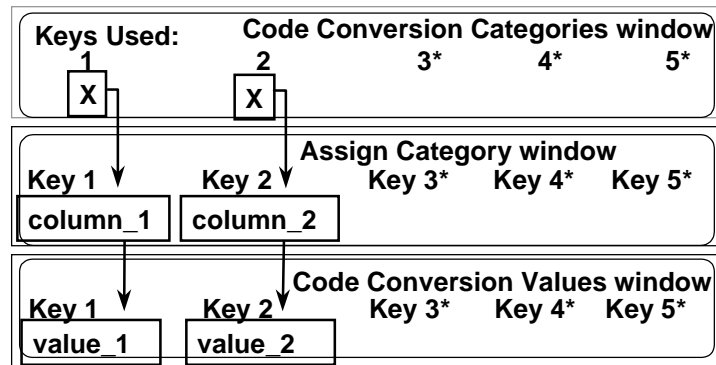 Code Conversion Categories window
Keys Used:
1 2 3* 4* 5*
X X
Assign Category window
Key 1 Key 2 Key 3* Key 4* Key 5*
column_1 column_2
Code Conversion Values window
Key 1 Key 2 Key 3* Key 4* Key 5*
value_1 value_2